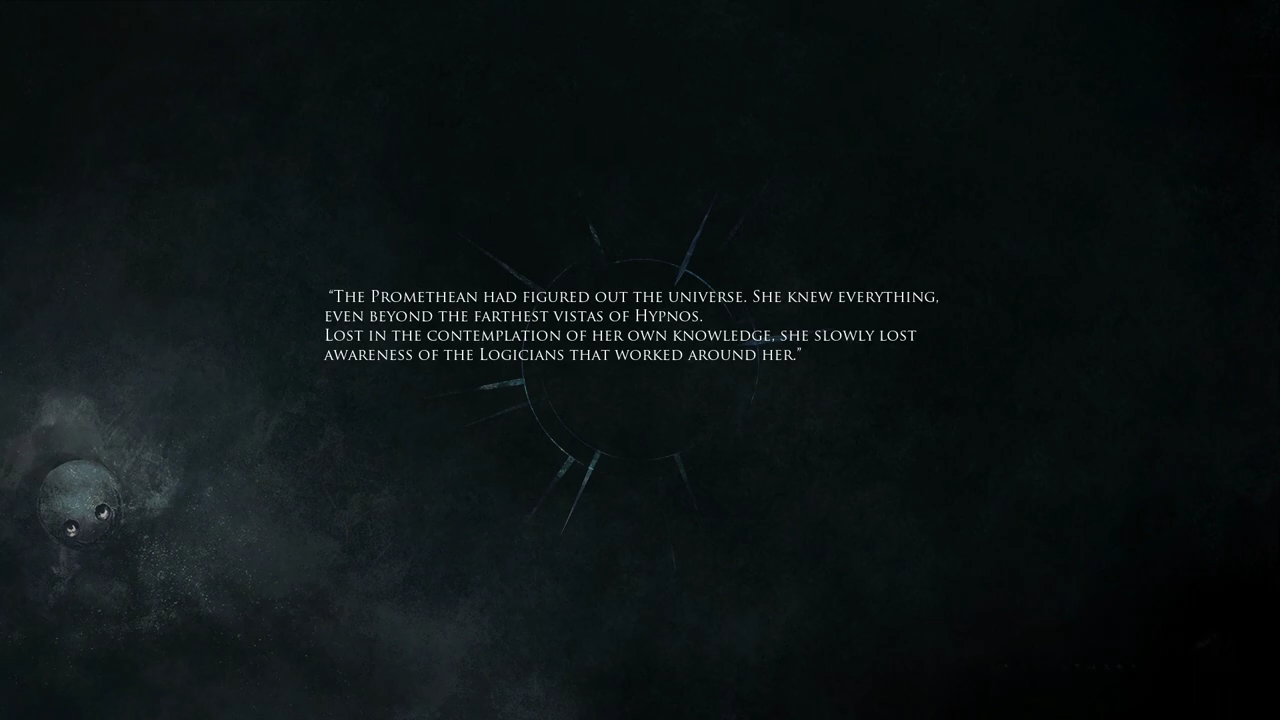 “The Promethean had figured out the universe. She knew everything,
even beyond the farthest vistas of Hypnos.
Lost in the contemplation of her own knowledge, she slowly lost
awareness of the Logicians that worked around her.”